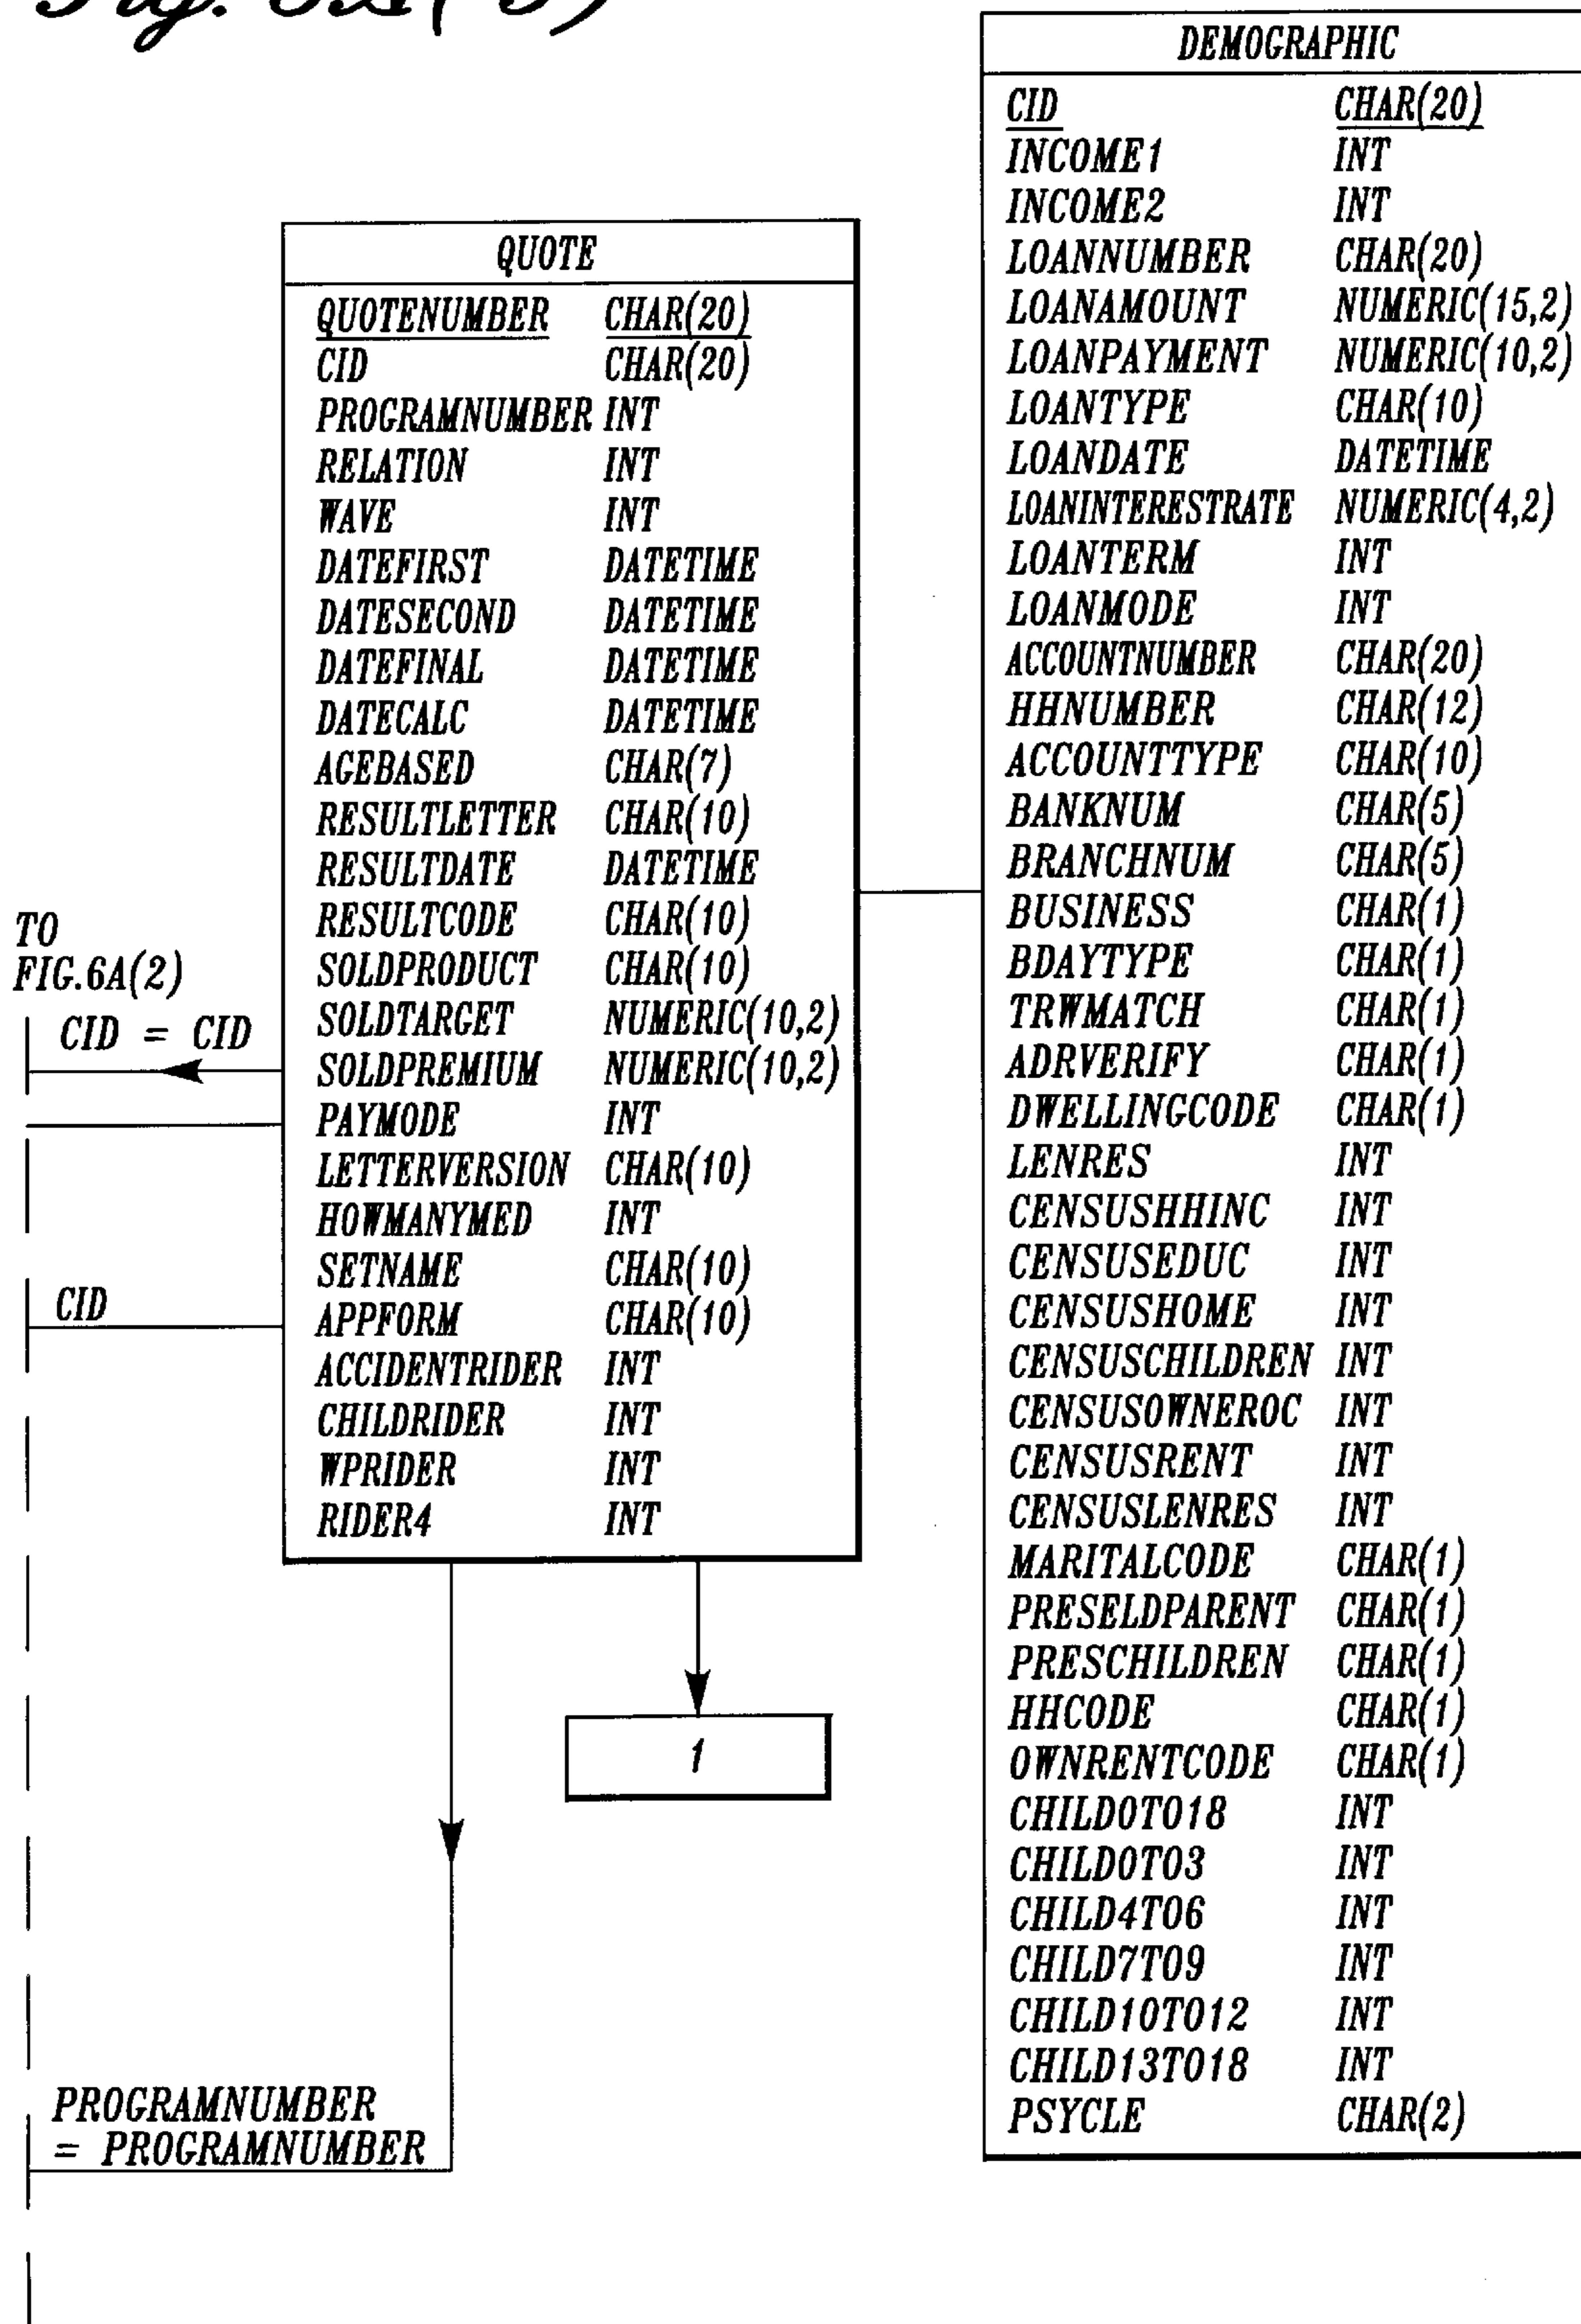 DEMOGRAPHIC
CID CHAR(20)
INCOME1 INT
INCOME2 INT
LOANNUMBER CHAR(20)
LOANAMOUNT NUMERIC(15,2)
LOANPAYMENT NUMERIC(10,2)
LOANTYPE CHAR(10)
LOANDATE DATETIME
LOANINTERESTRATE NUMERIC(4,2)
LOANTERM INT
LOANMODE INT
ACCOUNTNUMBER CHAR(20)
HHNUMBER CHAR(12)
ACCOUNTTYPE CHAR(10)
BANKNUM CHAR(5)
BRANCHNUM CHAR(5)
BUSINESS CHAR(1)
BDAYTYPE CHAR(1)
TRWMATCH CHAR(1)
ADRVERIFY CHAR(1)
DWELLINGCODE CHAR(1)
LENRES INT
CENSUSHHINC INT
CENSUSEDUC INT
CENSUSHOME INT
CENSUSCHILDREN INT
CENSUSOWNEROC INT
CENSUSRENT INT
CENSUSLENRES INT
MARITALCODE CHAR(1)
PRESELDPARENT CHAR(1)
PRESCHILDREN CHAR(1)
HHCODE CHAR(1)
OWNRENTCODE CHAR(1)
CHILD0TO18 INT
CHILD0TO3 INT
CHILD4TO6 INT
CHILD7TO9 INT
CHILD10TO12 INT
CHILD13TO18 INT
PSYCLE CHAR(2)
QUOTE
QUOTENUMBER CHAR(20)
CID CHAR(20)
PROGRAMNUMBER INT
RELATION INT
WAVE INT
DATEFIRST DATETIME
DATESECOND DATETIME
DATEFINAL DATETIME
DATECALC DATETIME
AGEBASED CHAR(7)
RESULTLETTER CHAR(10)
RESULTDATE DATETIME
RESULTCODE CHAR(10)
SOLDPRODUCT CHAR(10)
SOLDTARGET NUMERIC(10,2)
SOLDPREMIUM NUMERIC(10,2)
PAYMODE INT
LETTERVERSION CHAR(10)
HOWMANYMED INT
SETNAME CHAR(10)
APPFORM CHAR(10)
ACCIDENTRIDER INT
CHILDRIDER INT
WPRIDER INT
RIDER4 INT
TO
FIG.6A(2)
CID = CID
CID
1
PROGRAMNUMBER
= PROGRAMNUMBER